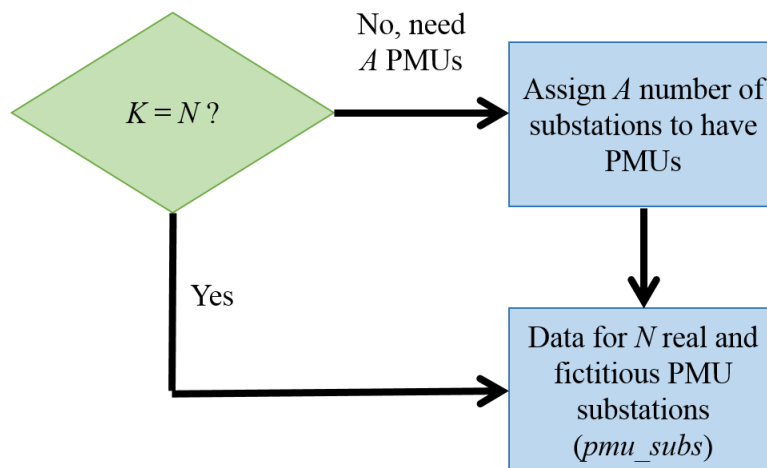 No, need
A PMUs
K = N ?
Assign A number of
substations to have
PMUs
Yes
Data for N real and
fictitious PMU
substations
(pmu_subs)